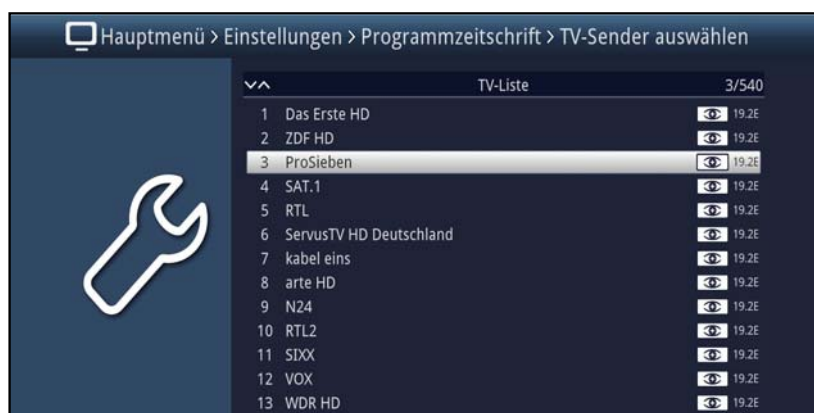 Hauptmenü > Einstellungen > Programmzeitschrift > TV-Sender auswählen
TV-Liste 3/540
1 Das Erste HD 19.2E
2 ZDF HD 19.2E
3 ProSieben 19.2E
4 SAT.1 19.2E
5 RTL 19.2E
6 ServusTV HD Deutschland 19.2E
7 kabel eins 19.2E
8 arte HD 19.2E
9 N24 19.2E
10 RTL2 19.2E
11 SIXX 19.2E
12 VOX 19.2E
13 WDR HD 19.2E